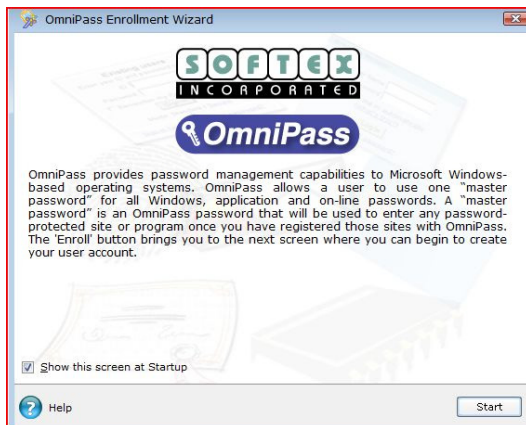 OmniPass Enrollment Wizard
SOFTEX
INCORPORATED
OmniPass
OmniPass provides password management capabilities to Microsoft Windows-
based operating systems. OmniPass allows a user to use one "master
password" for all Windows, application and on-line passwords. A "master
password" is an OmniPass password that will be used to enter any password-
protected site or program once you have registered those sites with OmniPass.
The 'Enroll' button brings you to the next screen where you can begin to create
your user account.
Show this screen at Startup
? Help
Start